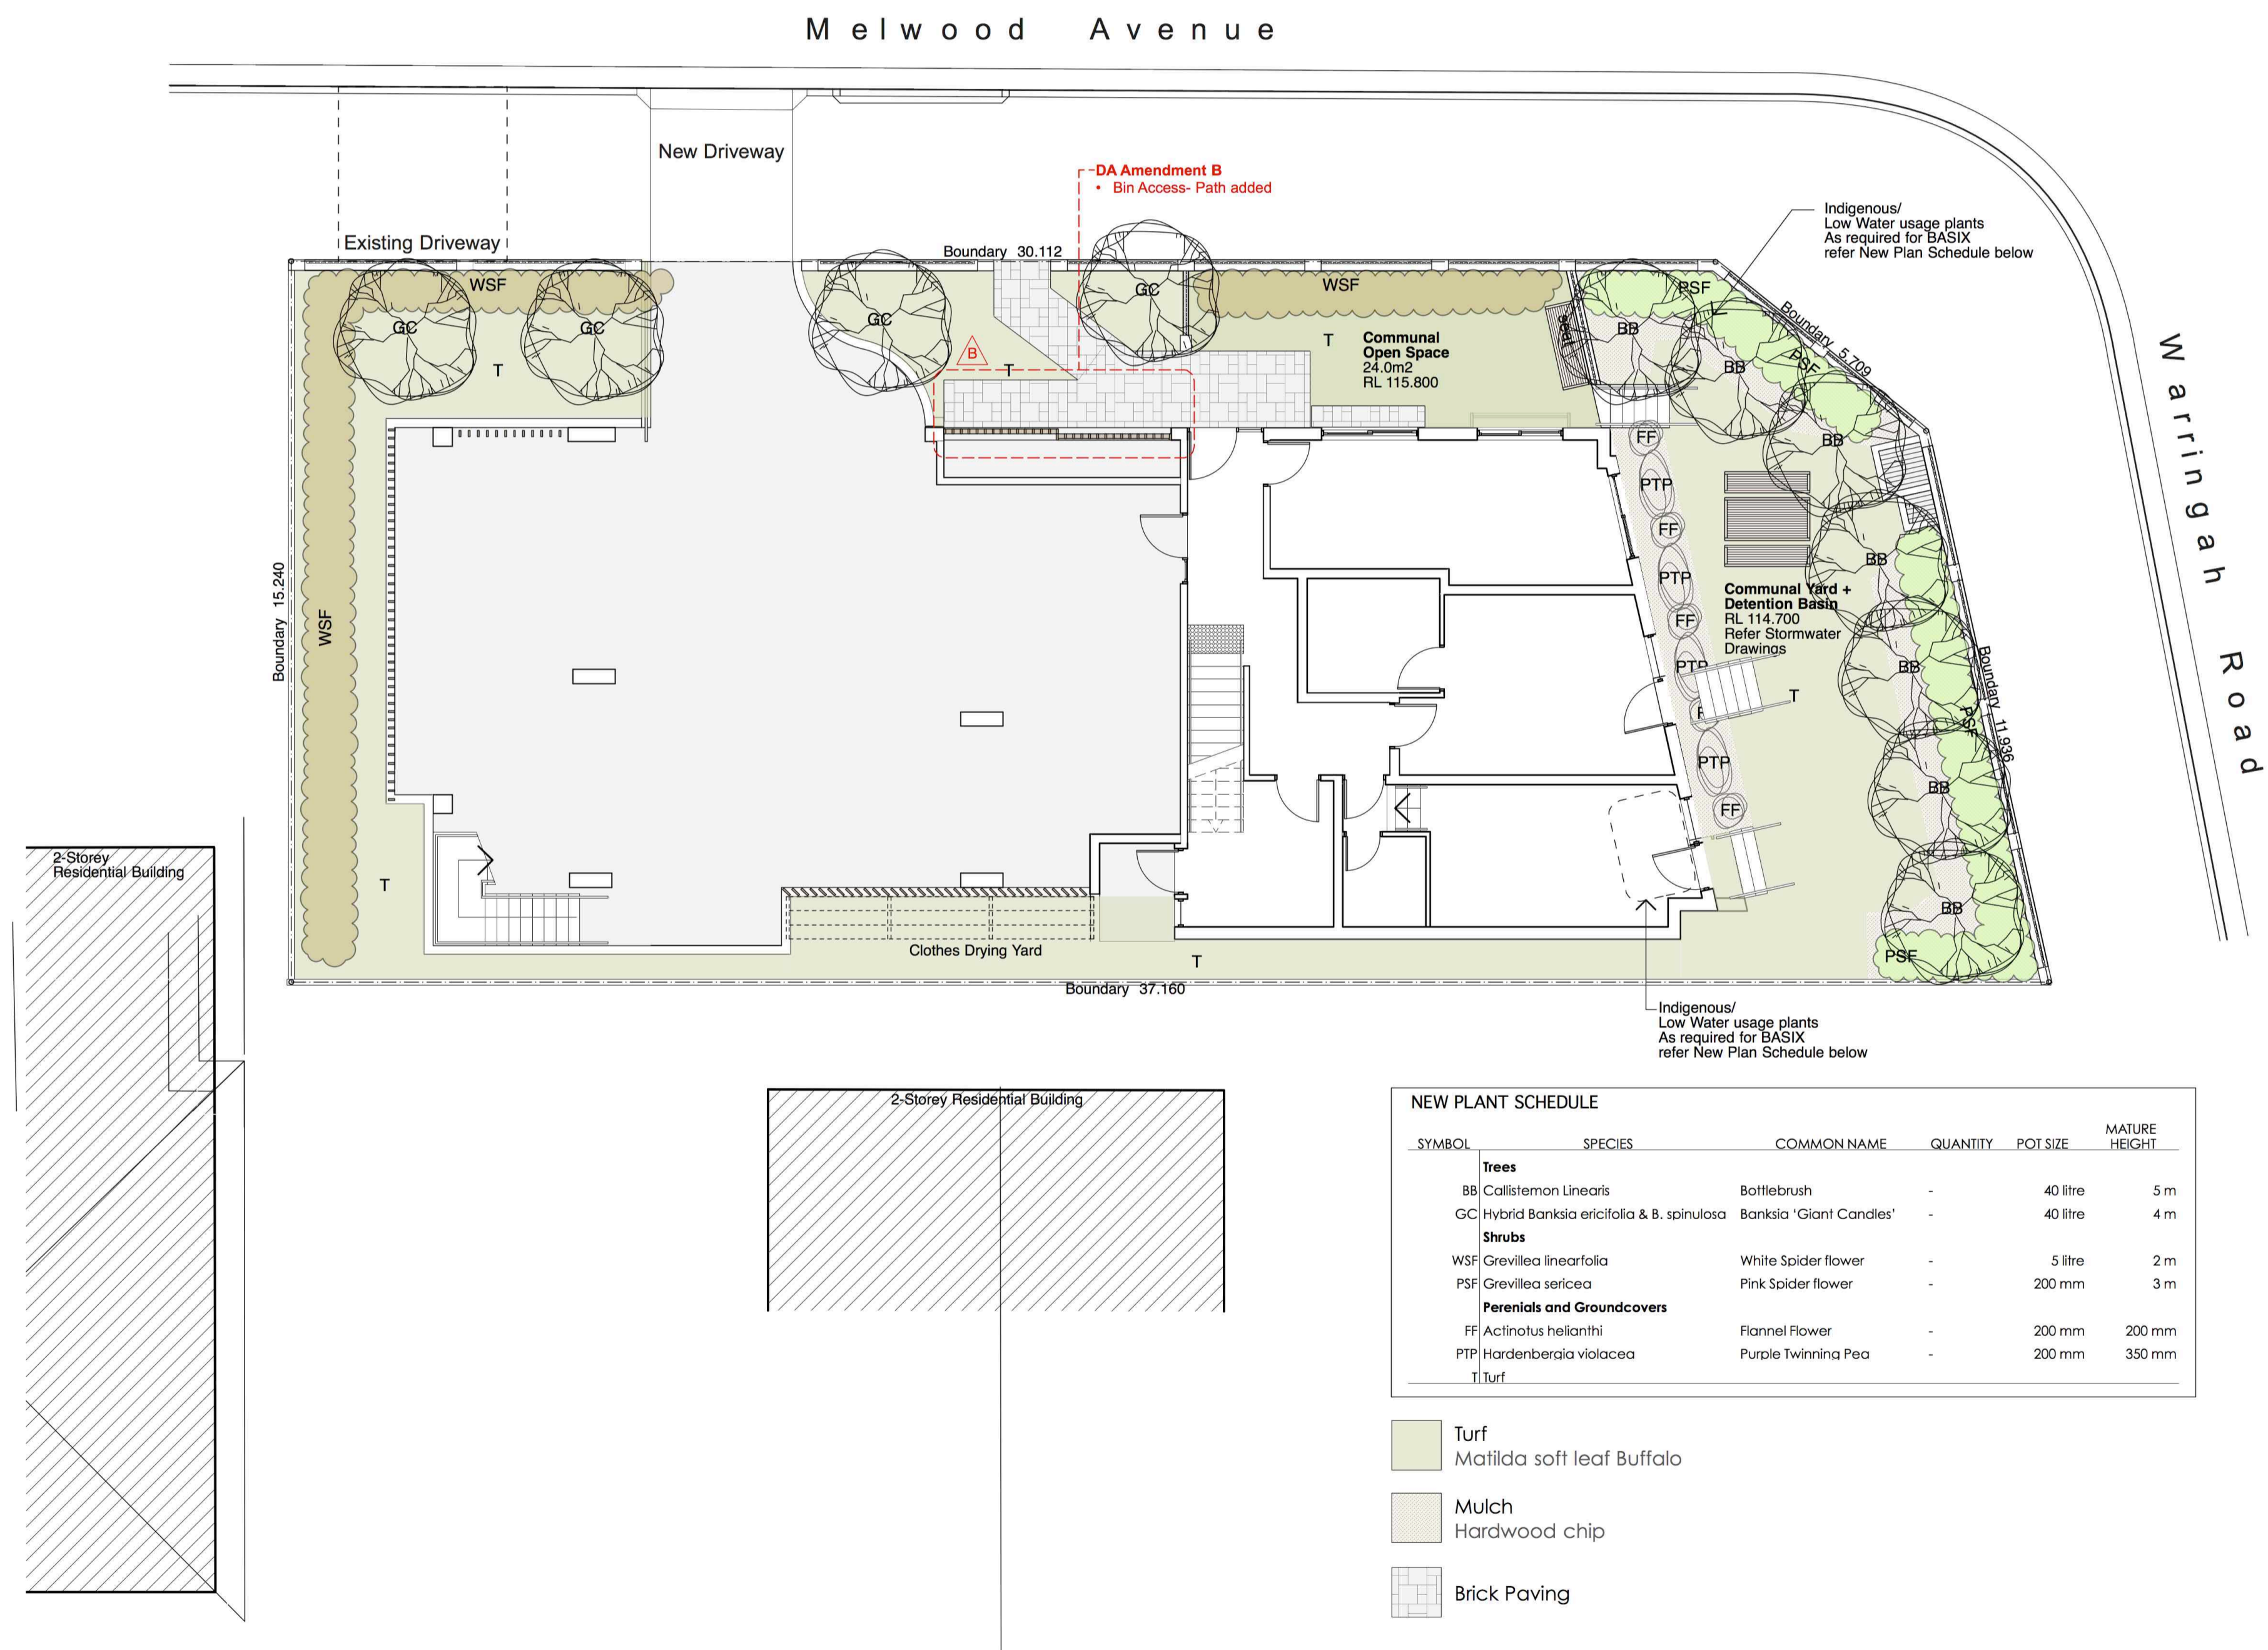 Melwood Avenue
New Driveway
DA Amendment B
• Bin Access- Path added
Indigenous/
Low Water usage plants
As required for BASIX
refer New Plan Schedule below
Existing Driveway
Boundary 30.112
WSF
GC
GC
GC
GC
WSF
PSF
BB
seat
Boundary 5.709
PSF
BB
BB
T
B
T
T
Communal
Open Space
24.0m2
RL 115.800
Warringah Road
FF
PTP
FF
PTP
FF
PTP
F
PTP
FF
BB
Communal Yard +
Detention Basin
RL 114.700
Refer Stormwater
Drawings
BB
T
PSF
Boundary 11.936
BB
BB
PSF
Boundary 15.240
WSF
2-Storey
Residential Building
T
Clothes Drying Yard
T
Boundary 37.160
Indigenous/
Low Water usage plants
As required for BASIX
refer New Plan Schedule below
2-Storey Residential Building
NEW PLANT SCHEDULE
SYMBOL SPECIES COMMON NAME QUANTITY POT SIZE MATURE HEIGHT
Trees
BB Callistemon Linearis Bottlebrush - 40 litre 5 m
GC Hybrid Banksia ericifolia & B. spinulosa Banksia ‘Giant Candles’ - 40 litre 4 m
Shrubs
WSF Grevillea linearfolia White Spider flower - 5 litre 2 m
PSF Grevillea sericea Pink Spider flower - 200 mm 3 m
Perenials and Groundcovers
FF Actinotus helianthi Flannel Flower - 200 mm 200 mm
PTP Hardenbergia violacea Purple Twinning Pea - 200 mm 350 mm
T Turf
Turf
Matilda soft leaf Buffalo
Mulch
Hardwood chip
Brick Paving